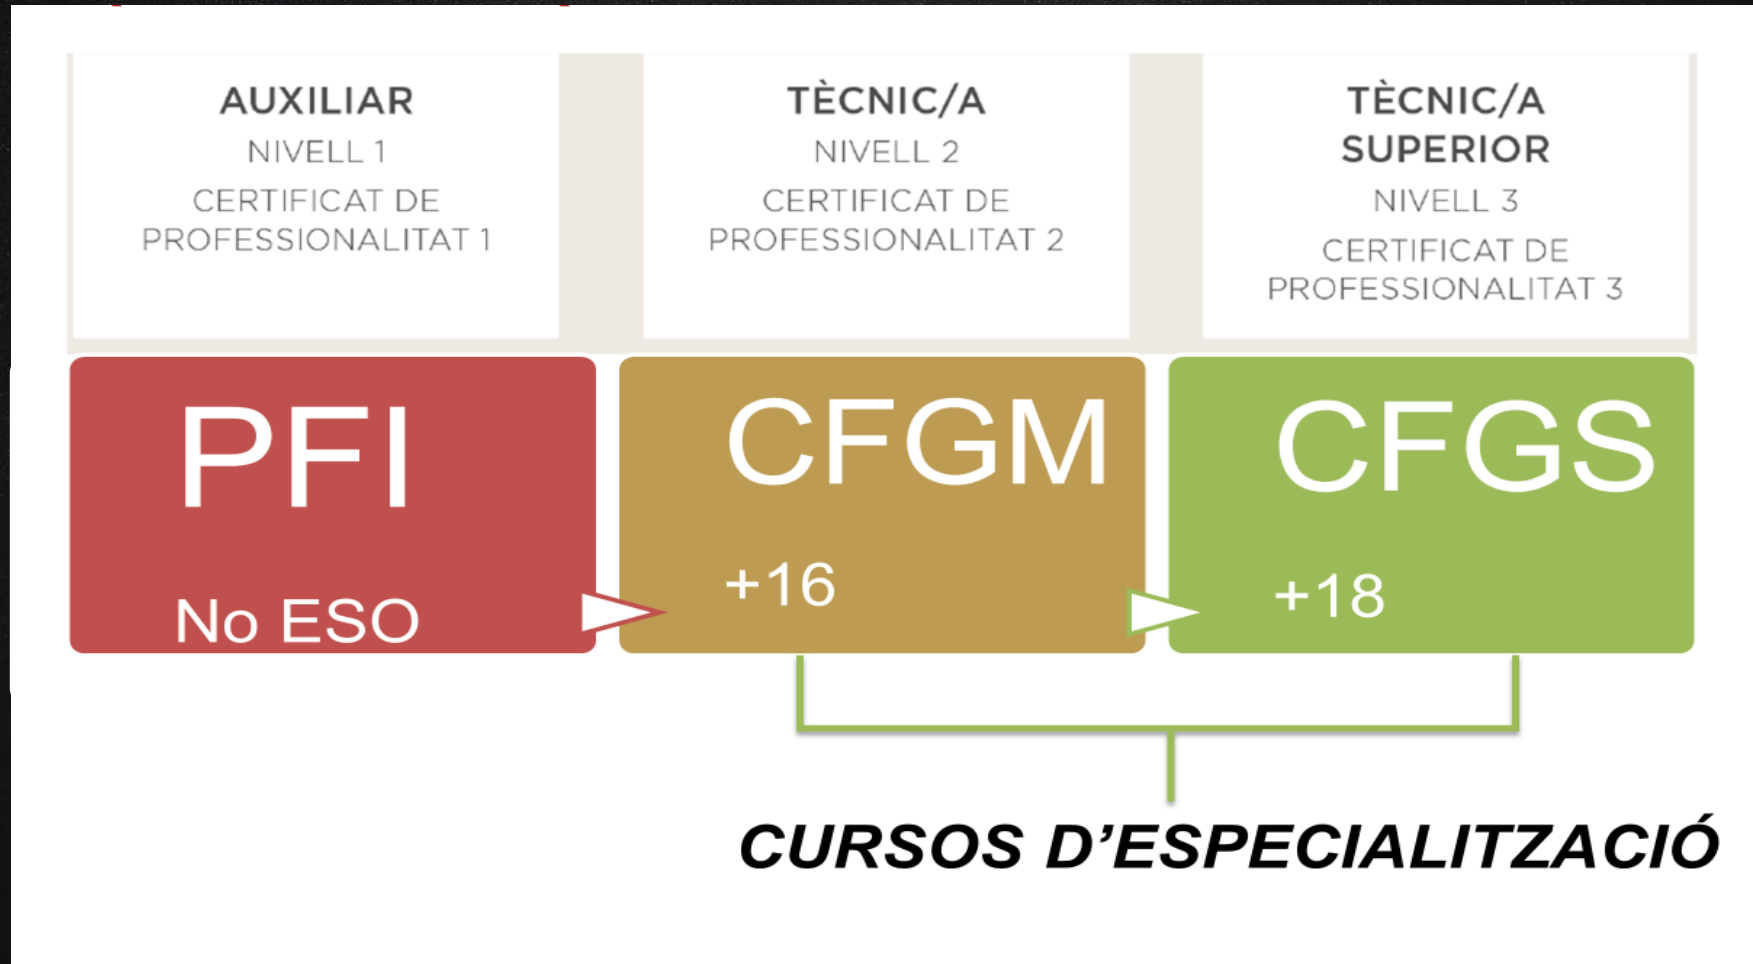 AUXILIAR
NIVELL 1
CERTIFICAT DE
PROFESSIONALITAT 1
TÈCNIC/A
NIVELL 2
CERTIFICAT DE
PROFESSIONALITAT 2
TÈCNIC/A
SUPERIOR
NIVELL 3
CERTIFICAT DE
PROFESSIONALITAT 3
PFI
No ESO
CFGM
+16
CFGS
+18
CURSOS D’ESPECIALITZACIÓ